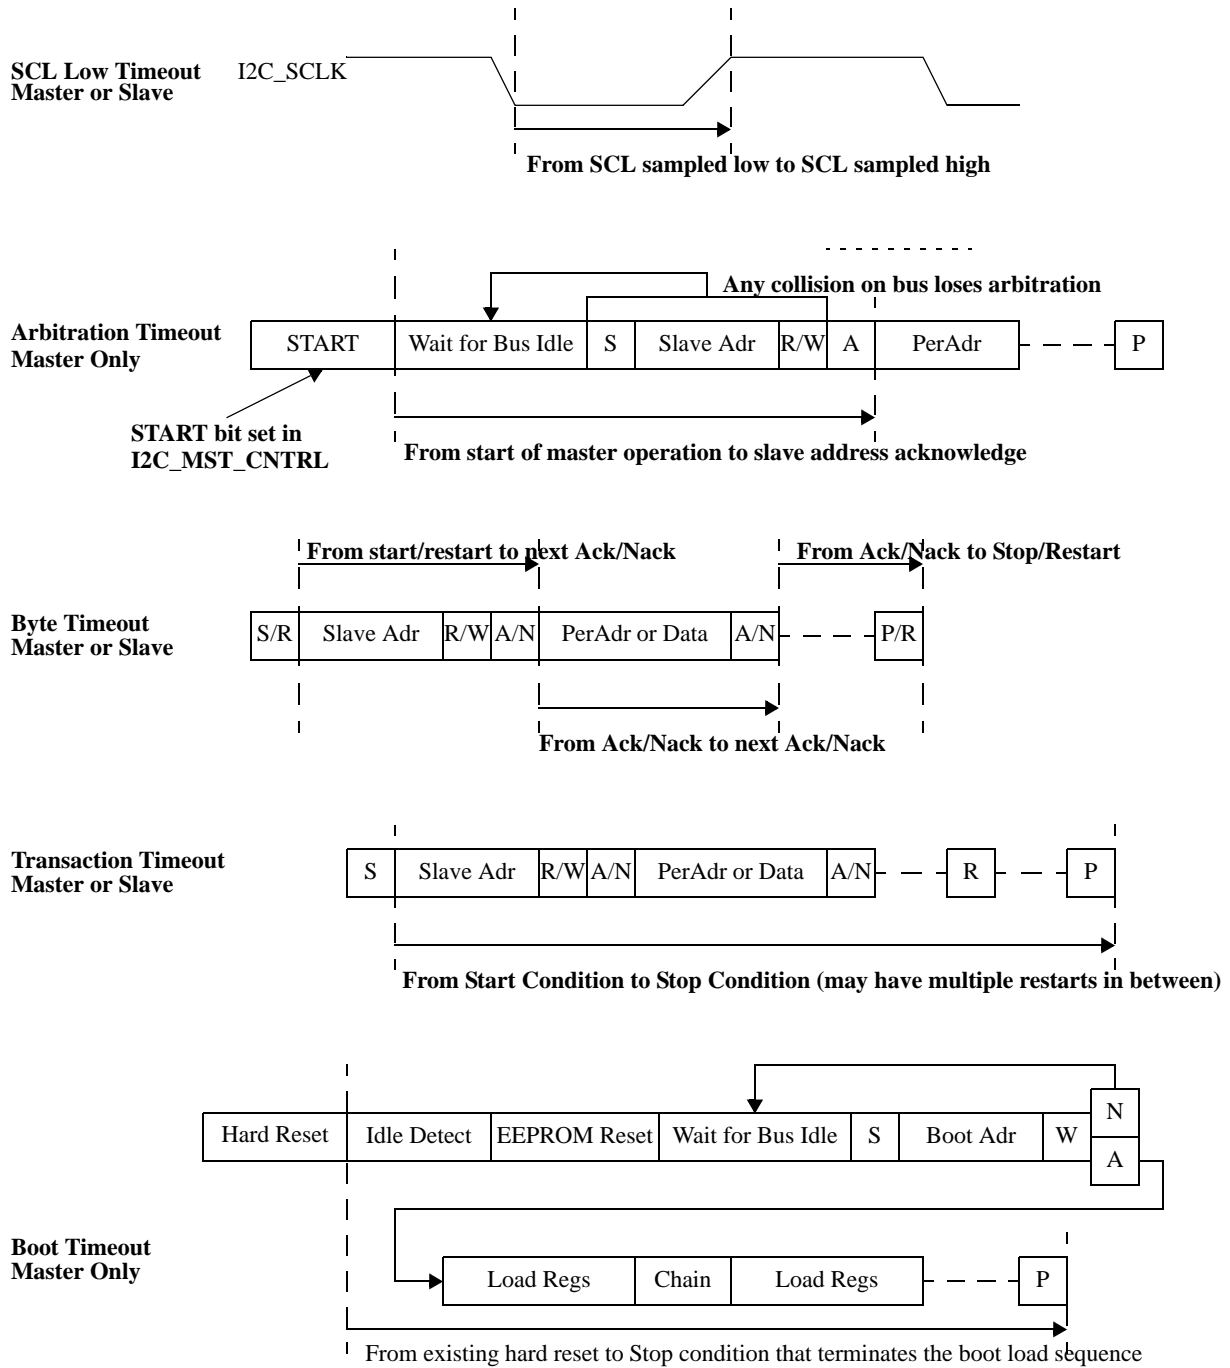 SCL Low Timeout
Master or Slave
I2C_SCLK
From SCL sampled low to SCL sampled high
Any collision on bus loses arbitration
Arbitration Timeout
Master Only
START
Wait for Bus Idle
S
Slave Adr
R/W
A
PerAdr
P
START bit set in
I2C_MST_CNTRL
From start of master operation to slave address acknowledge
From start/restart to next Ack/Nack
From Ack/Nack to Stop/Restart
Byte Timeout
Master or Slave
S/R
Slave Adr
R/W
A/N
PerAdr or Data
A/N
P/R
From Ack/Nack to next Ack/Nack
Transaction Timeout
Master or Slave
S
Slave Adr
R/W
A/N
PerAdr or Data
A/N
R
P
From Start Condition to Stop Condition (may have multiple restarts in between)
Hard Reset
Idle Detect
EEPROM Reset
Wait for Bus Idle
S
Boot Adr
W
N
A
Boot Timeout
Master Only
Load Regs
Chain
Load Regs
P
From existing hard reset to Stop condition that terminates the boot load sequence